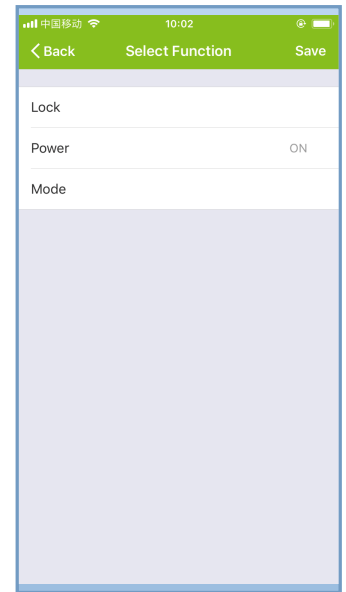 中国移动 10:02
Back Select Function Save
Lock
Power ON
Mode